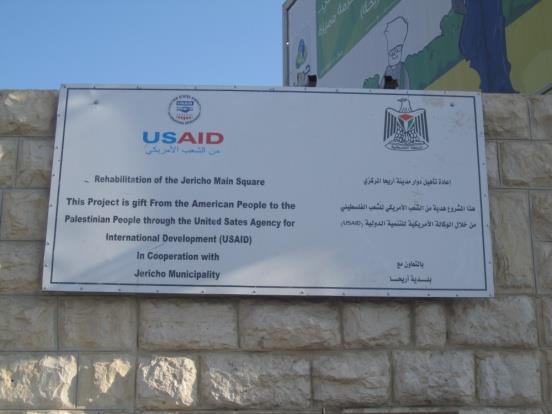 USAID
USAID
من الشعب الأمريكي
Rehabilitation of the Jericho Main Square
This Project is gift From the American People to the
Palestinian People through the United Sates Agency for
International Development (USAID)
In Cooperation with
Jericho Municipality
إعادة تأهيل دوار مدينة أريحا المركزي
هذا المشروع هدية من الشعب الأمريكي للشعب الفلسطيني
من خلال الوكالة الأمريكية للتنمية الدولية (USAID)
بالتعاون مع
بلدية أريحا